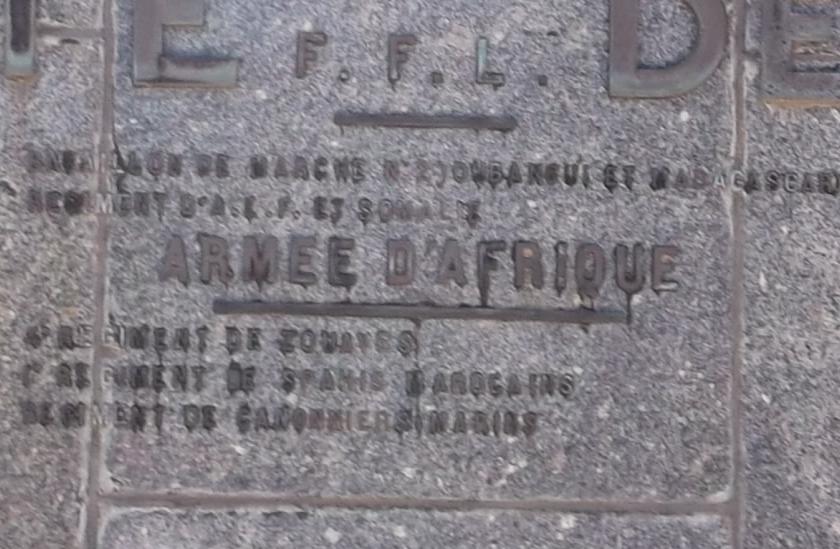 E F. F. L. D
BATAILLON DE MARCHE N°2, OUBANGUI ET MADAGASCAR
REGIMENT D'A.E.F. ET SOMALIE
ARMEE D'AFRIQUE
4E REGIMENT DE ZOUAVES
1ER REGIMENT DE SPAHIS MAROCAINS
REGIMENT DE CANONNIERS MARINS